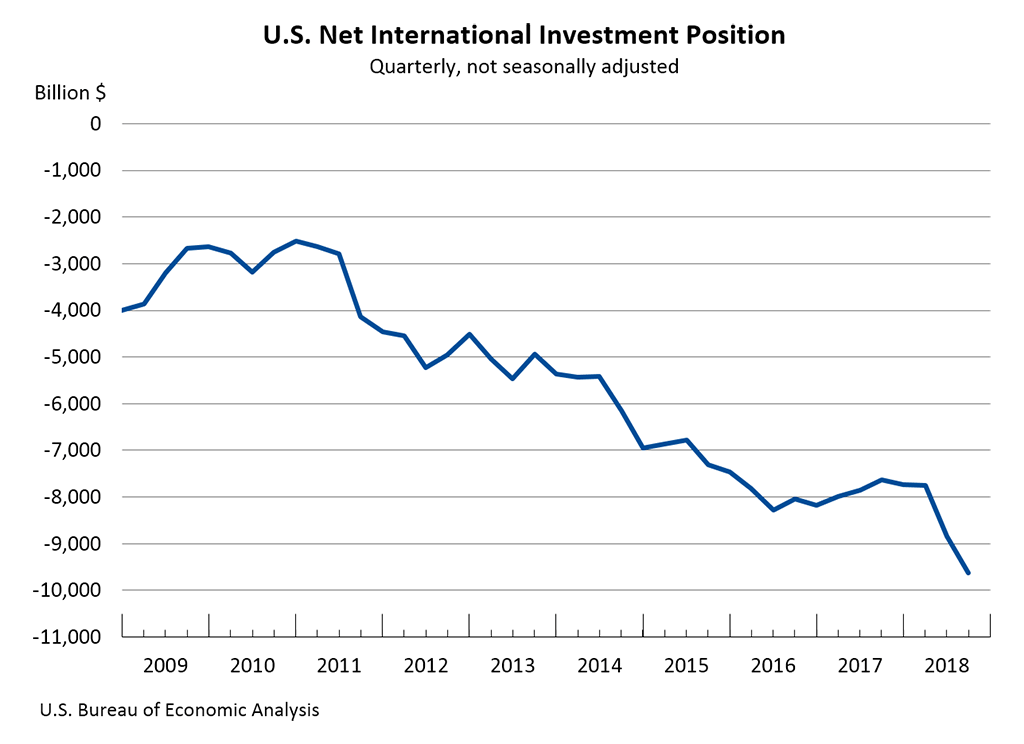 U.S. Net International Investment Position
Quarterly, not seasonally adjusted
Billion $
0
-1,000
-2,000
-3,000
-4,000
-5,000
-6,000
-7,000
-8,000
-9,000
-10,000
-11,000
2009 2010 2011 2012 2013 2014 2015 2016 2017 2018
U.S. Bureau of Economic Analysis